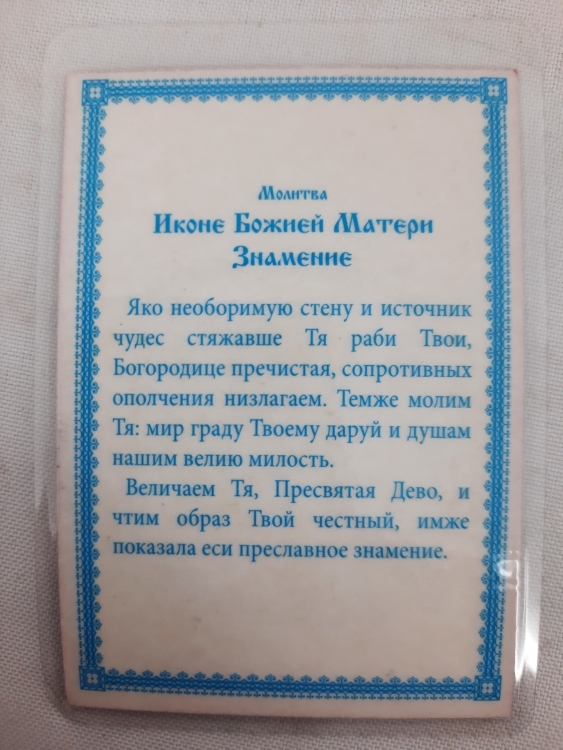 Молитва
Иконе Божией Матери
Знамение
Яко необоримую стену и источник
чудес стяжавше Тя раби Твои,
Богородице пречистая, сопротивных
ополчения низлагаем. Темже молим
Тя: мир граду Твоему даруй и душам
нашим велию милость.
Величаем Тя, Пресвятая Дево, и
чтим образ Твой честный, имже
показала еси преславное знамение.